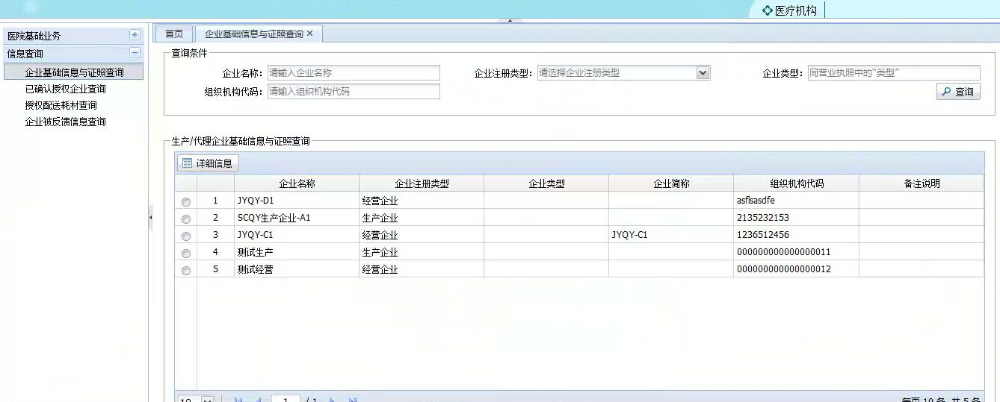 医疗机构
医院基础业务
信息查询
企业基础信息与证照查询
已确认授权企业查询
授权配送耗材查询
企业被反馈信息查询
首页 企业基础信息与证照查询
查询条件
企业名称: 请输入企业名称 企业注册类型: 请选择企业注册类型 企业类型: 同营业执照中的“类型”
组织机构代码: 请输入组织机构代码 查询
生产/代理企业基础信息与证照查询
详细信息
企业名称 企业注册类型 企业类型 企业简称 组织机构代码 备注说明
1 JYQY-D1 经营企业 asflsasdfe
2 SCQY生产企业-A1 生产企业 2135232153
3 JYQY-C1 经营企业 JYQY-C1 1236512456
4 测试生产 生产企业 000000000000000011
5 测试经营 经营企业 000000000000000012
10 1 / 1 每页 10 条,共 5 条